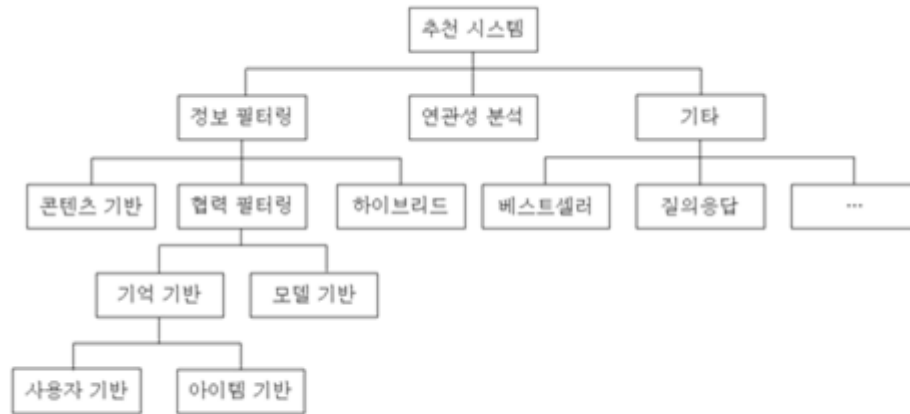 추천 시스템
정보 필터링
연관성 분석
기타
콘텐츠 기반
협력 필터링
하이브리드
베스트셀러
질의응답
…
기억 기반
모델 기반
사용자 기반
아이템 기반